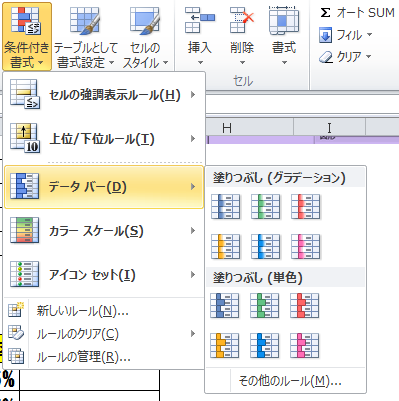 条件付き
書式
テーブルとして
書式設定
セルの
スタイル
挿入
削除
書式
セル
Σ オート SUM
フィル
クリア
H
I
セルの強調表示ルール(H)
上位/下位ルール(T)
データ バー(D)
カラー スケール(S)
アイコン セット(I)
新しいルール(N)...
ルールのクリア(C)
ルールの管理(R)...
塗りつぶし (グラデーション)
塗りつぶし (単色)
その他のルール(M)...
%